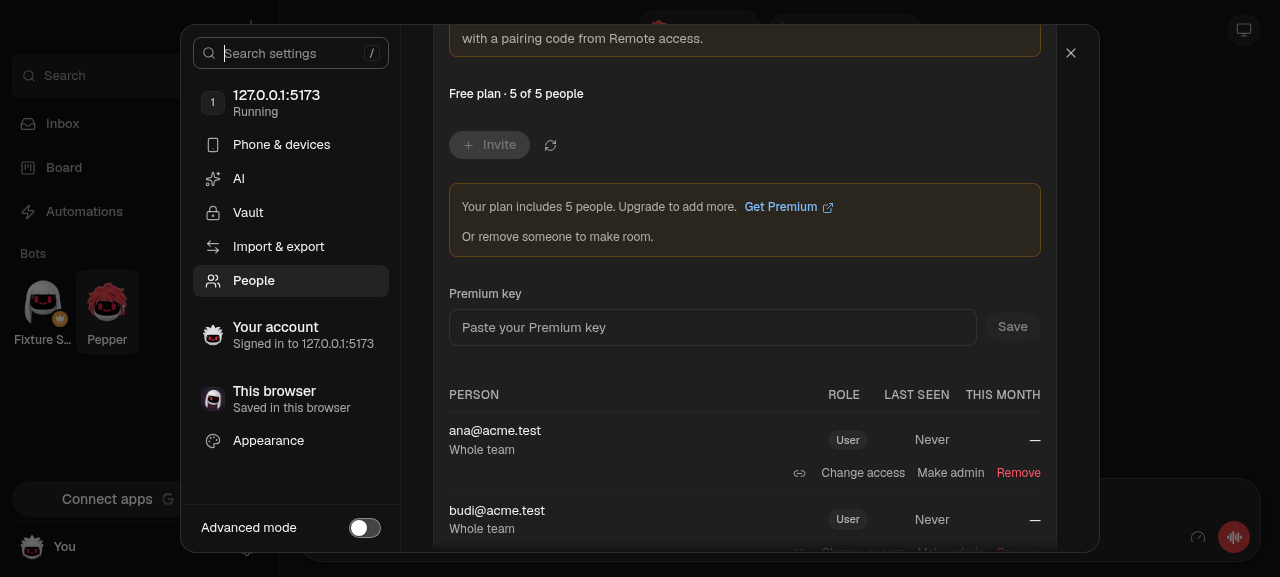 Search settings
/
with a pairing code from Remote access.
Search
1
127.0.0.1:5173
Running
Free plan · 5 of 5 people
Inbox
Phone & devices
Invite
Board
AI
Automations
Vault
Your plan includes 5 people. Upgrade to add more. Get Premium
Or remove someone to make room.
Import & export
Bots
People
Premium key
Fixture S...
Pepper
Your account
Signed in to 127.0.0.1:5173
Paste your Premium key
Save
This browser
Saved in this browser
PERSON ROLE LAST SEEN THIS MONTH
Appearance
ana@acme.test
Whole team
User Never —
Change access Make admin Remove
Connect apps
budi@acme.test
Whole team
User Never —
Advanced mode
You